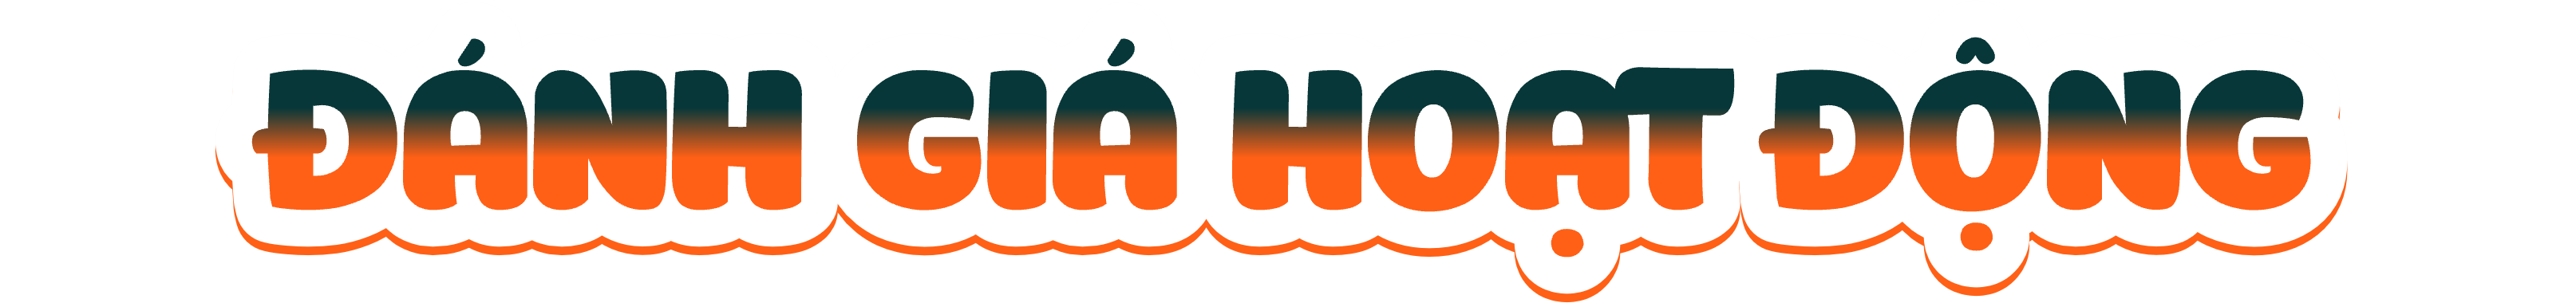 ĐÁNH GIÁ HOẠT ĐỘNG